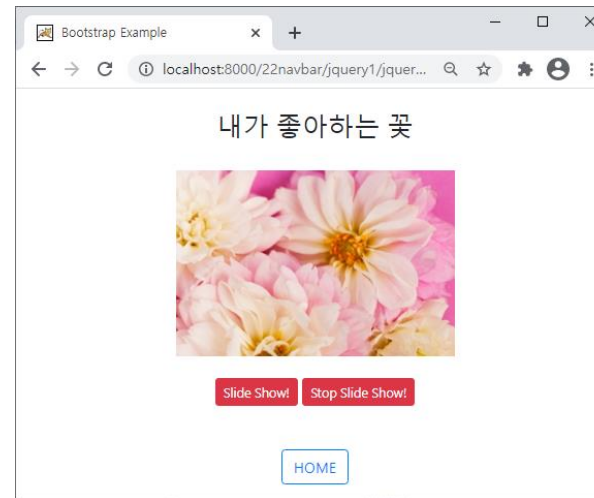 Bootstrap Example
localhost:8000/22navbar/jquery1/jquer...
내가 좋아하는 꽃
Slide Show! Stop Slide Show!
HOME